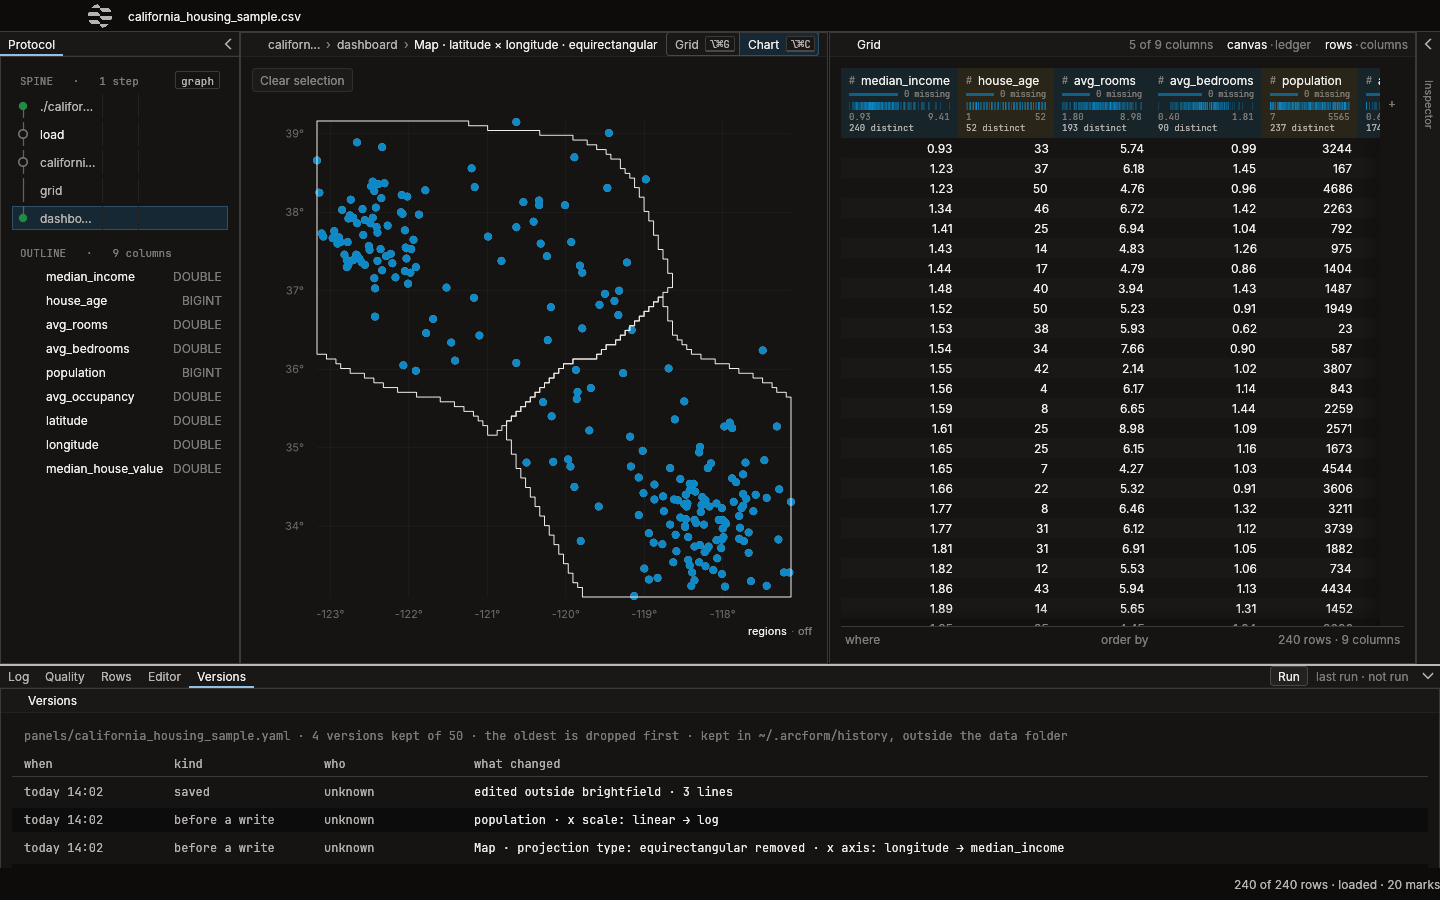 california_housing_sample.csv
Protocol
SPINE · 1 step graph
./califor...
load
californi...
grid
dashbo...
OUTLINE · 9 columns
median_income DOUBLE
house_age BIGINT
avg_rooms DOUBLE
avg_bedrooms DOUBLE
population BIGINT
avg_occupancy DOUBLE
latitude DOUBLE
longitude DOUBLE
median_house_value DOUBLE
californ... › dashboard › Map · latitude × longitude · equirectangular Grid ⌥⌘G Chart ⌥⌘C
Clear selection
39°
38°
37°
36°
35°
34°
-123° -122° -121° -120° -119° -118°
regions · off
Grid 5 of 9 columns canvas · ledger rows · columns
# median_income # house_age # avg_rooms # avg_bedrooms # population #
0 missing 0 missing 0 missing 0 missing 0 missing
0.93 9.41 1 52 1.80 8.98 0.40 1.81 7 5565
240 distinct 52 distinct 193 distinct 90 distinct 237 distinct 174
+
0.93 33 5.74 0.99 3244
1.23 37 6.18 1.45 167
1.23 50 4.76 0.96 4686
1.34 46 6.72 1.42 2263
1.41 25 6.94 1.04 792
1.43 14 4.83 1.26 975
1.44 17 4.79 0.86 1404
1.48 40 3.94 1.43 1487
1.52 50 5.23 0.91 1949
1.53 38 5.93 0.62 23
1.54 34 7.66 0.90 587
1.55 42 2.14 1.02 3807
1.56 4 6.17 1.14 843
1.59 8 6.65 1.44 2259
1.61 25 8.98 1.09 2571
1.65 25 6.15 1.16 1673
1.65 7 4.27 1.03 4544
1.66 22 5.32 0.91 3606
1.77 8 6.46 1.32 3211
1.77 31 6.12 1.12 3739
1.81 31 6.91 1.05 1882
1.82 12 5.53 1.06 734
1.86 43 5.94 1.13 4434
1.89 14 5.65 1.31 1452
where order by 240 rows · 9 columns
Inspector
Log Quality Rows Editor Versions Run last run · not run
Versions
panels/california_housing_sample.yaml · 4 versions kept of 50 · the oldest is dropped first · kept in ~/.arcform/history, outside the data folder
when kind who what changed
today 14:02 saved unknown edited outside brightfield · 3 lines
today 14:02 before a write unknown population · x scale: linear → log
today 14:02 before a write unknown Map · projection type: equirectangular removed · x axis: longitude → median_income
240 of 240 rows · loaded · 20 marks